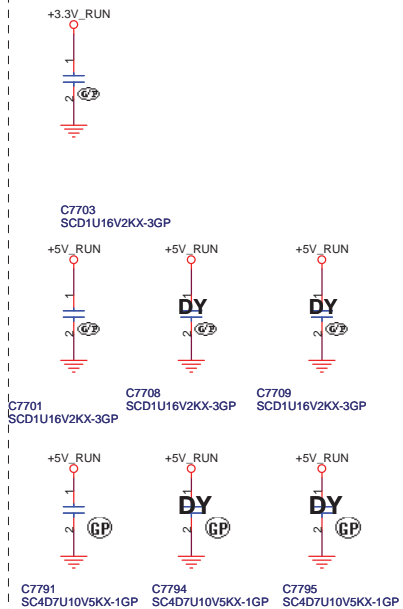 +3.3V_RUN
1
2
G/P
C7703
SCD1U16V2KX-3GP
+5V_RUN +5V_RUN +5V_RUN
1 1 1
DY DY
2 2 2
G/P G/P G/P
C7701 C7708 C7709
SCD1U16V2KX-3GP SCD1U16V2KX-3GP SCD1U16V2KX-3GP
+5V_RUN +5V_RUN +5V_RUN
1 1 1
DY DY
2 2 2
GP GP GP
C7791 C7794 C7795
SC4D7U10V5KX-1GP SC4D7U10V5KX-1GP SC4D7U10V5KX-1GP